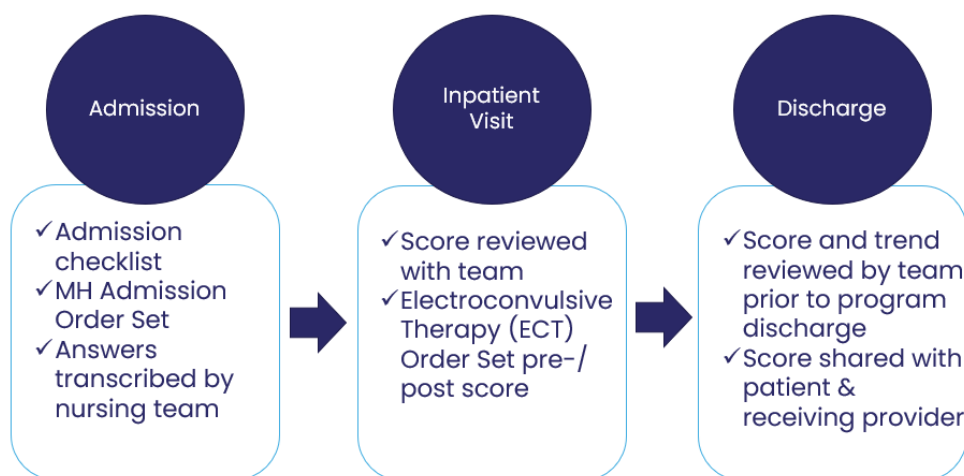 Admission
✓Admission
checklist
✓MH Admission
Order Set
✓Answers
transcribed by
nursing team
Inpatient
Visit
✓Score reviewed
with team
✓Electroconvulsive
Therapy (ECT)
Order Set pre-/
post score
Discharge
✓Score and trend
reviewed by team
prior to program
discharge
✓Score shared with
patient &
receiving provider